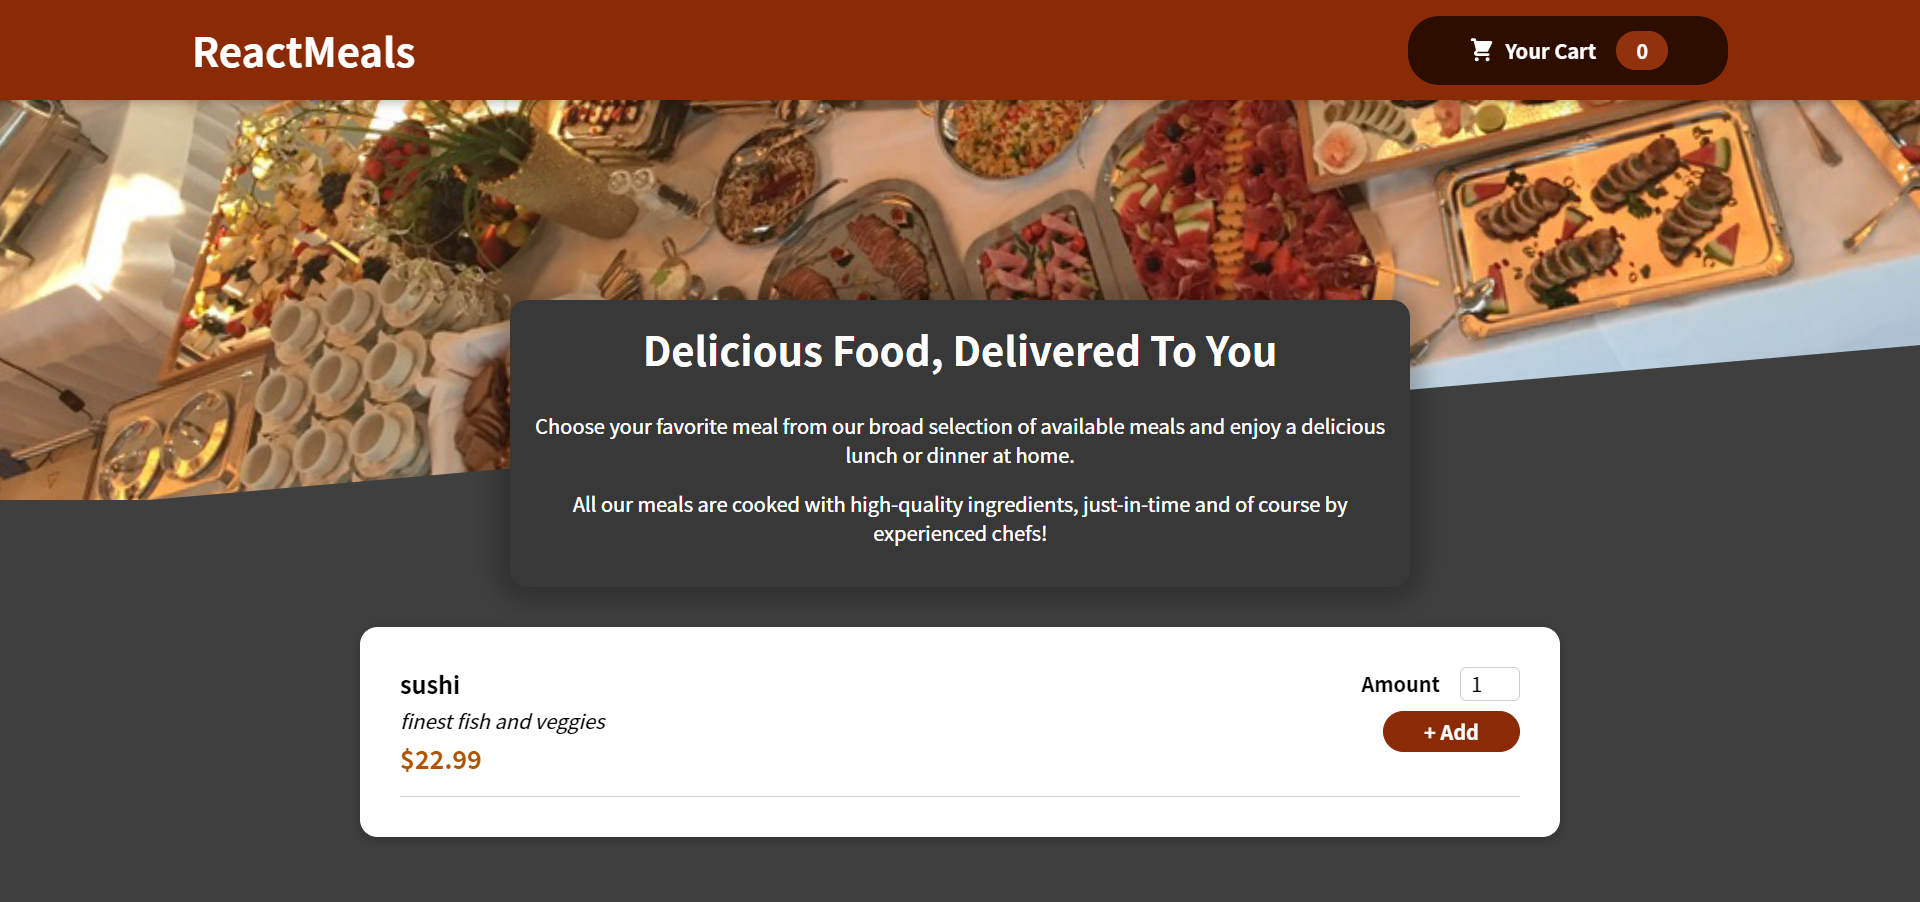 ReactMeals
Your Cart 0
Delicious Food, Delivered To You
Choose your favorite meal from our broad selection of available meals and enjoy a delicious
lunch or dinner at home.
All our meals are cooked with high-quality ingredients, just-in-time and of course by
experienced chefs!
sushi
finest fish and veggies
$22.99
Amount 1
+ Add